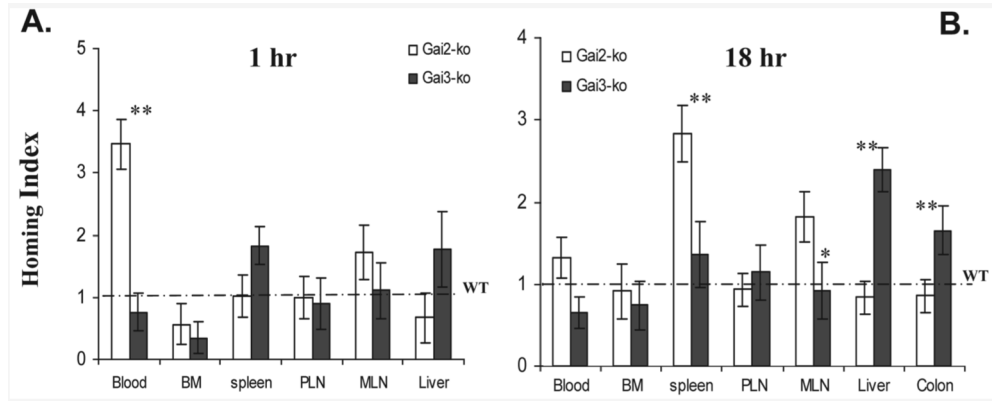 A.
1 hr
Gai2-ko
Gai3-ko
Homing Index
5
4
3
2
1
0
**
WT
Blood BM spleen PLN MLN Liver
B.
18 hr
Gai2-ko
Gai3-ko
4
3
2
1
0
**
**
**
*
WT
Blood BM spleen PLN MLN Liver Colon